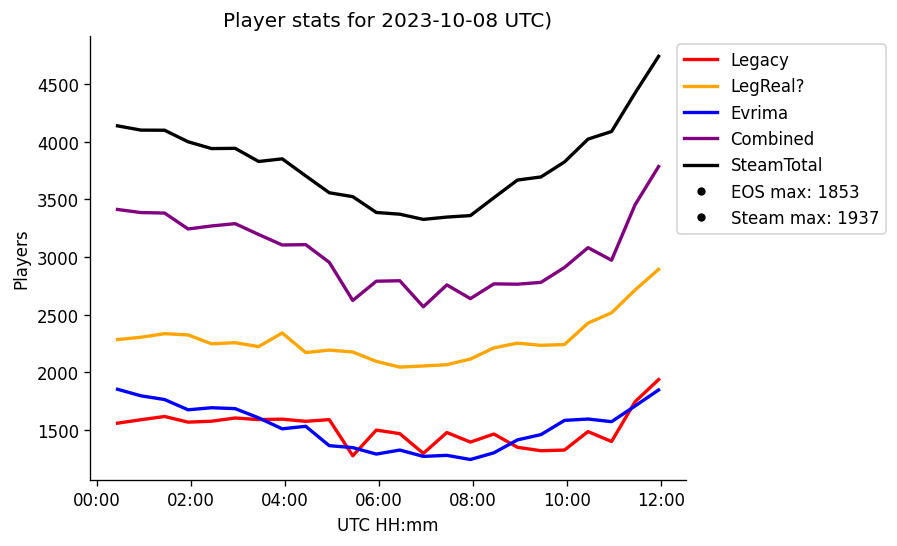 Player stats for 2023-10-08 UTC)
Players
4500
4000
3500
3000
2500
2000
1500
00:00 02:00 04:00 06:00 08:00 10:00 12:00
UTC HH:mm
Legacy
LegReal?
Evrima
Combined
SteamTotal
EOS max: 1853
Steam max: 1937